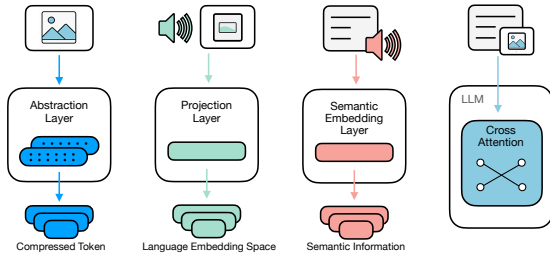 Abstraction
Layer
Compressed Token
Projection
Layer
Language Embedding Space
Semantic
Embedding
Layer
Semantic Information
LLM
Cross
Attention